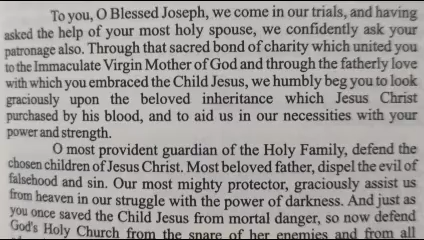 To you, O Blessed Joseph, we come in our trials, and having
asked the help of your most holy spouse, we confidently ask your
patronage also. Through that sacred bond of charity which united you
to the Immaculate Virgin Mother of God and through the fatherly love
with which you embraced the Child Jesus, we humbly beg you to look
graciously upon the beloved inheritance which Jesus Christ
purchased by his blood, and to aid us in our necessities with your
power and strength.
O most provident guardian of the Holy Family, defend the
chosen children of Jesus Christ. Most beloved father, dispel the evil of
falsehood and sin. Our most mighty protector, graciously assist us
from heaven in our struggle with the power of darkness. And just as
you once saved the Child Jesus from mortal danger, so now defend
God's Holy Church from the snare of her enemies and from all